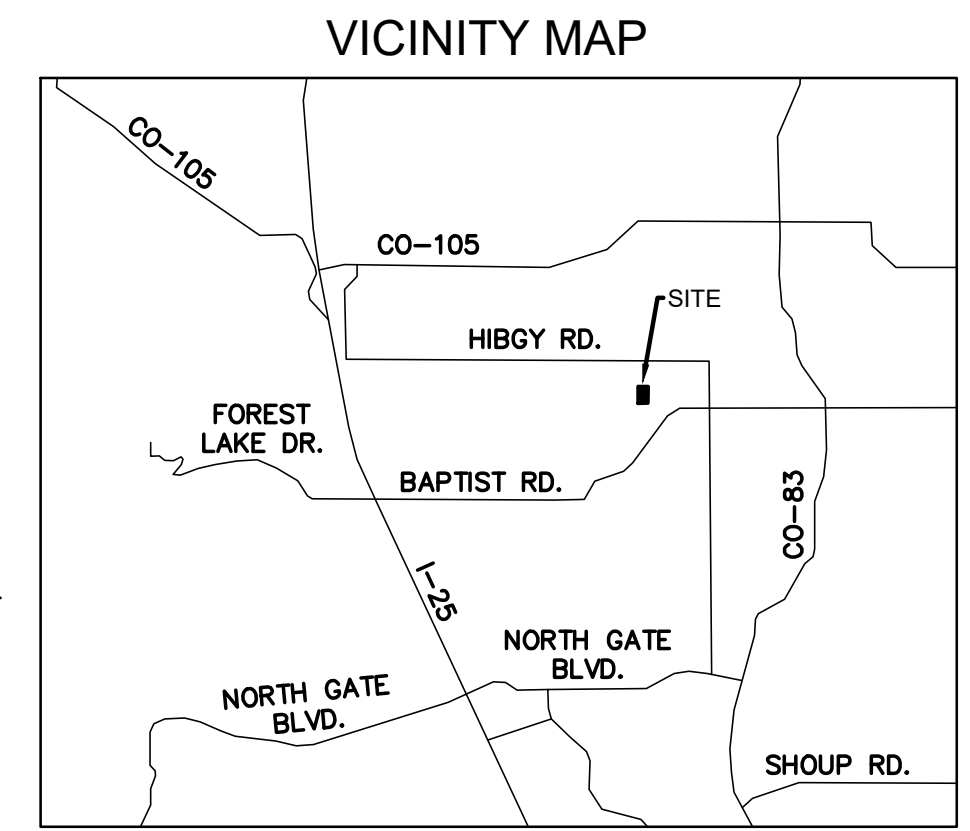 VICINITY MAP
CO-105
CO-105
SITE
HIBGY RD.
FOREST
LAKE DR.
BAPTIST RD.
CO-83
I-25
NORTH GATE
BLVD.
NORTH GATE
BLVD.
SHOUP RD.